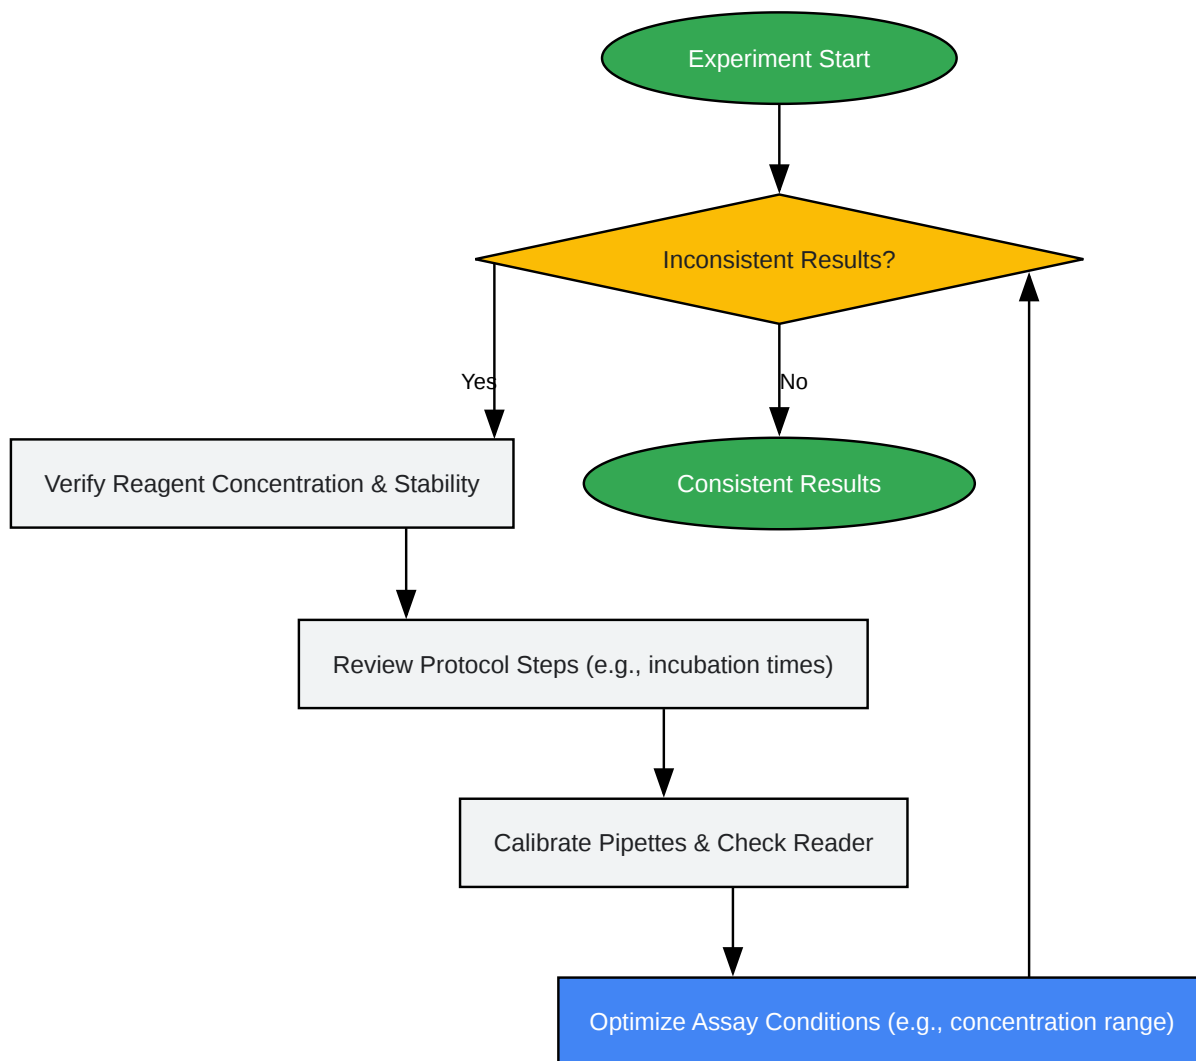 Experiment Start
Inconsistent Results?
Yes
No
Verify Reagent Concentration & Stability
Consistent Results
Review Protocol Steps (e.g., incubation times)
Calibrate Pipettes & Check Reader
Optimize Assay Conditions (e.g., concentration range)